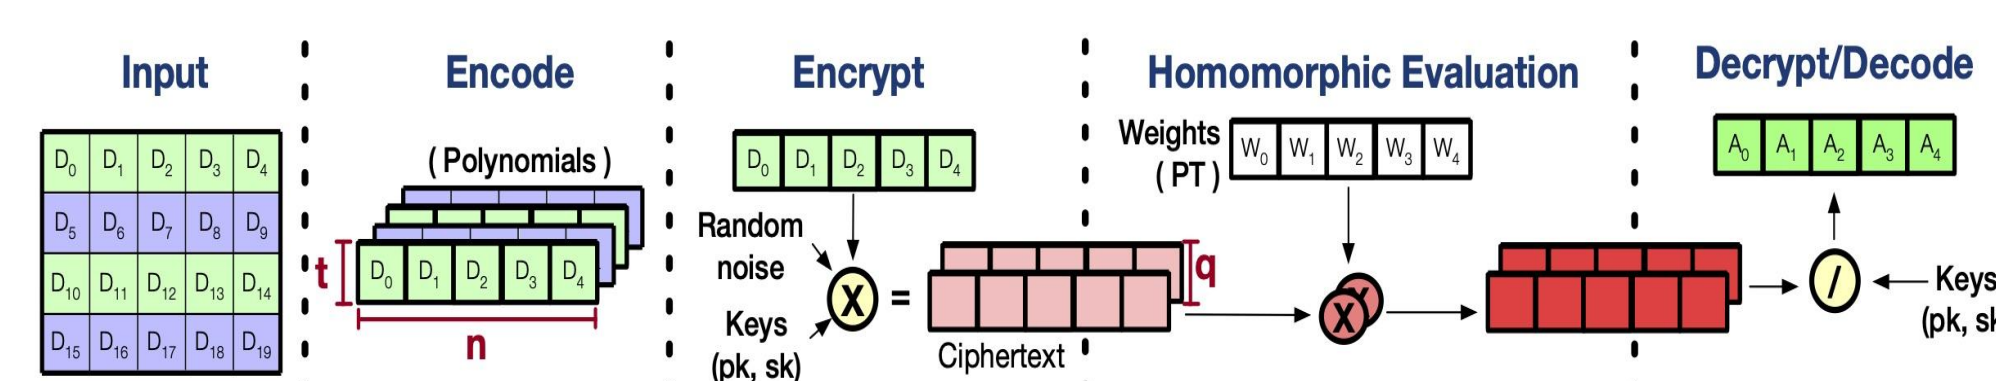 Input
D0 D1 D2 D3 D4
D5 D6 D7 D8 D9
D10 D11 D12 D13 D14
D15 D16 D17 D18 D19
Encode
( Polynomials )
t
D0 D1 D2 D3 D4
n
Encrypt
D0 D1 D2 D3 D4
Random
noise
Keys
(pk, sk)
X
=
q
Ciphertext
Homomorphic Evaluation
Weights
( PT )
W0 W1 W2 W3 W4
X
X
Decrypt/Decode
A0 A1 A2 A3 A4
/
Keys
(pk, sk